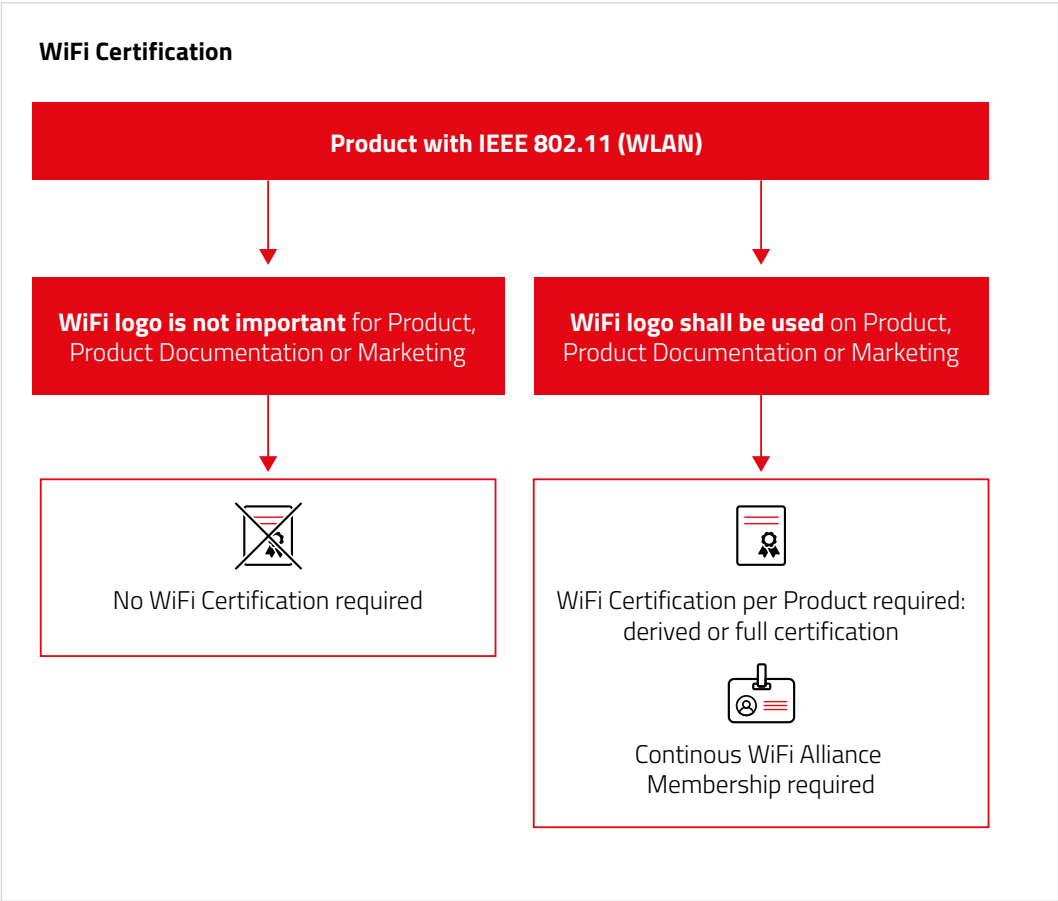 WiFi Certification
Product with IEEE 802.11 (WLAN)
WiFi logo is not important for Product,
Product Documentation or Marketing
WiFi logo shall be used on Product,
Product Documentation or Marketing
No WiFi Certification required
WiFi Certification per Product required:
derived or full certification
Continous WiFi Alliance
Membership required